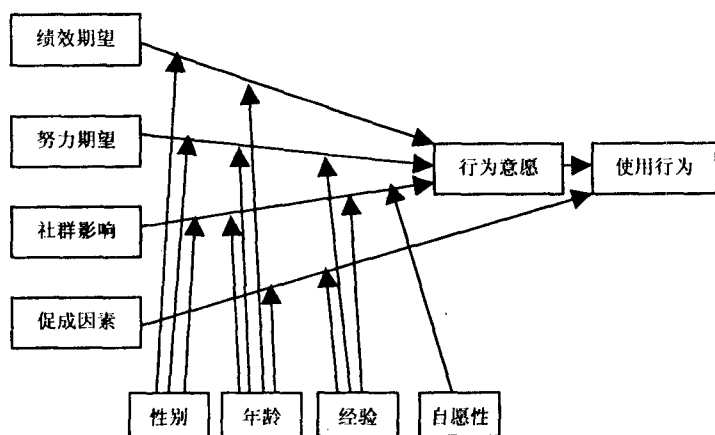 绩效期望
努力期望
行为意愿
使用行为
社群影响
促成因素
性别
年龄
经验
自愿性